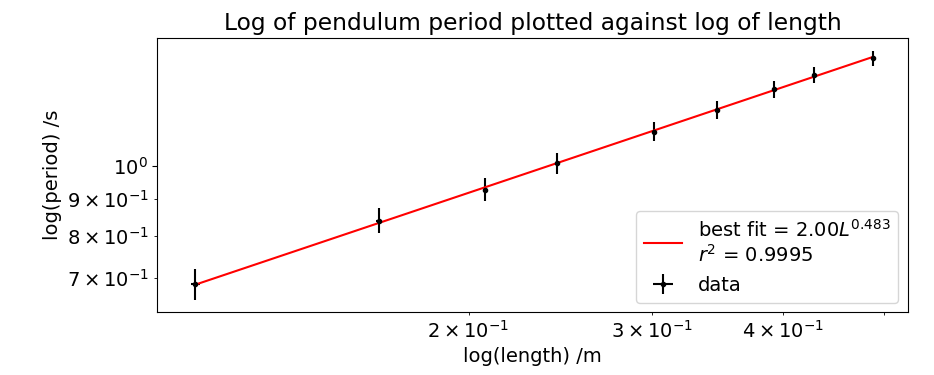 Log of pendulum period plotted against log of length
log(period) /s
10⁰
9 × 10⁻¹
8 × 10⁻¹
7 × 10⁻¹
best fit = 2.00L⁰·⁴⁸³
r² = 0.9995
data
2 × 10⁻¹
3 × 10⁻¹
4 × 10⁻¹
log(length) /m